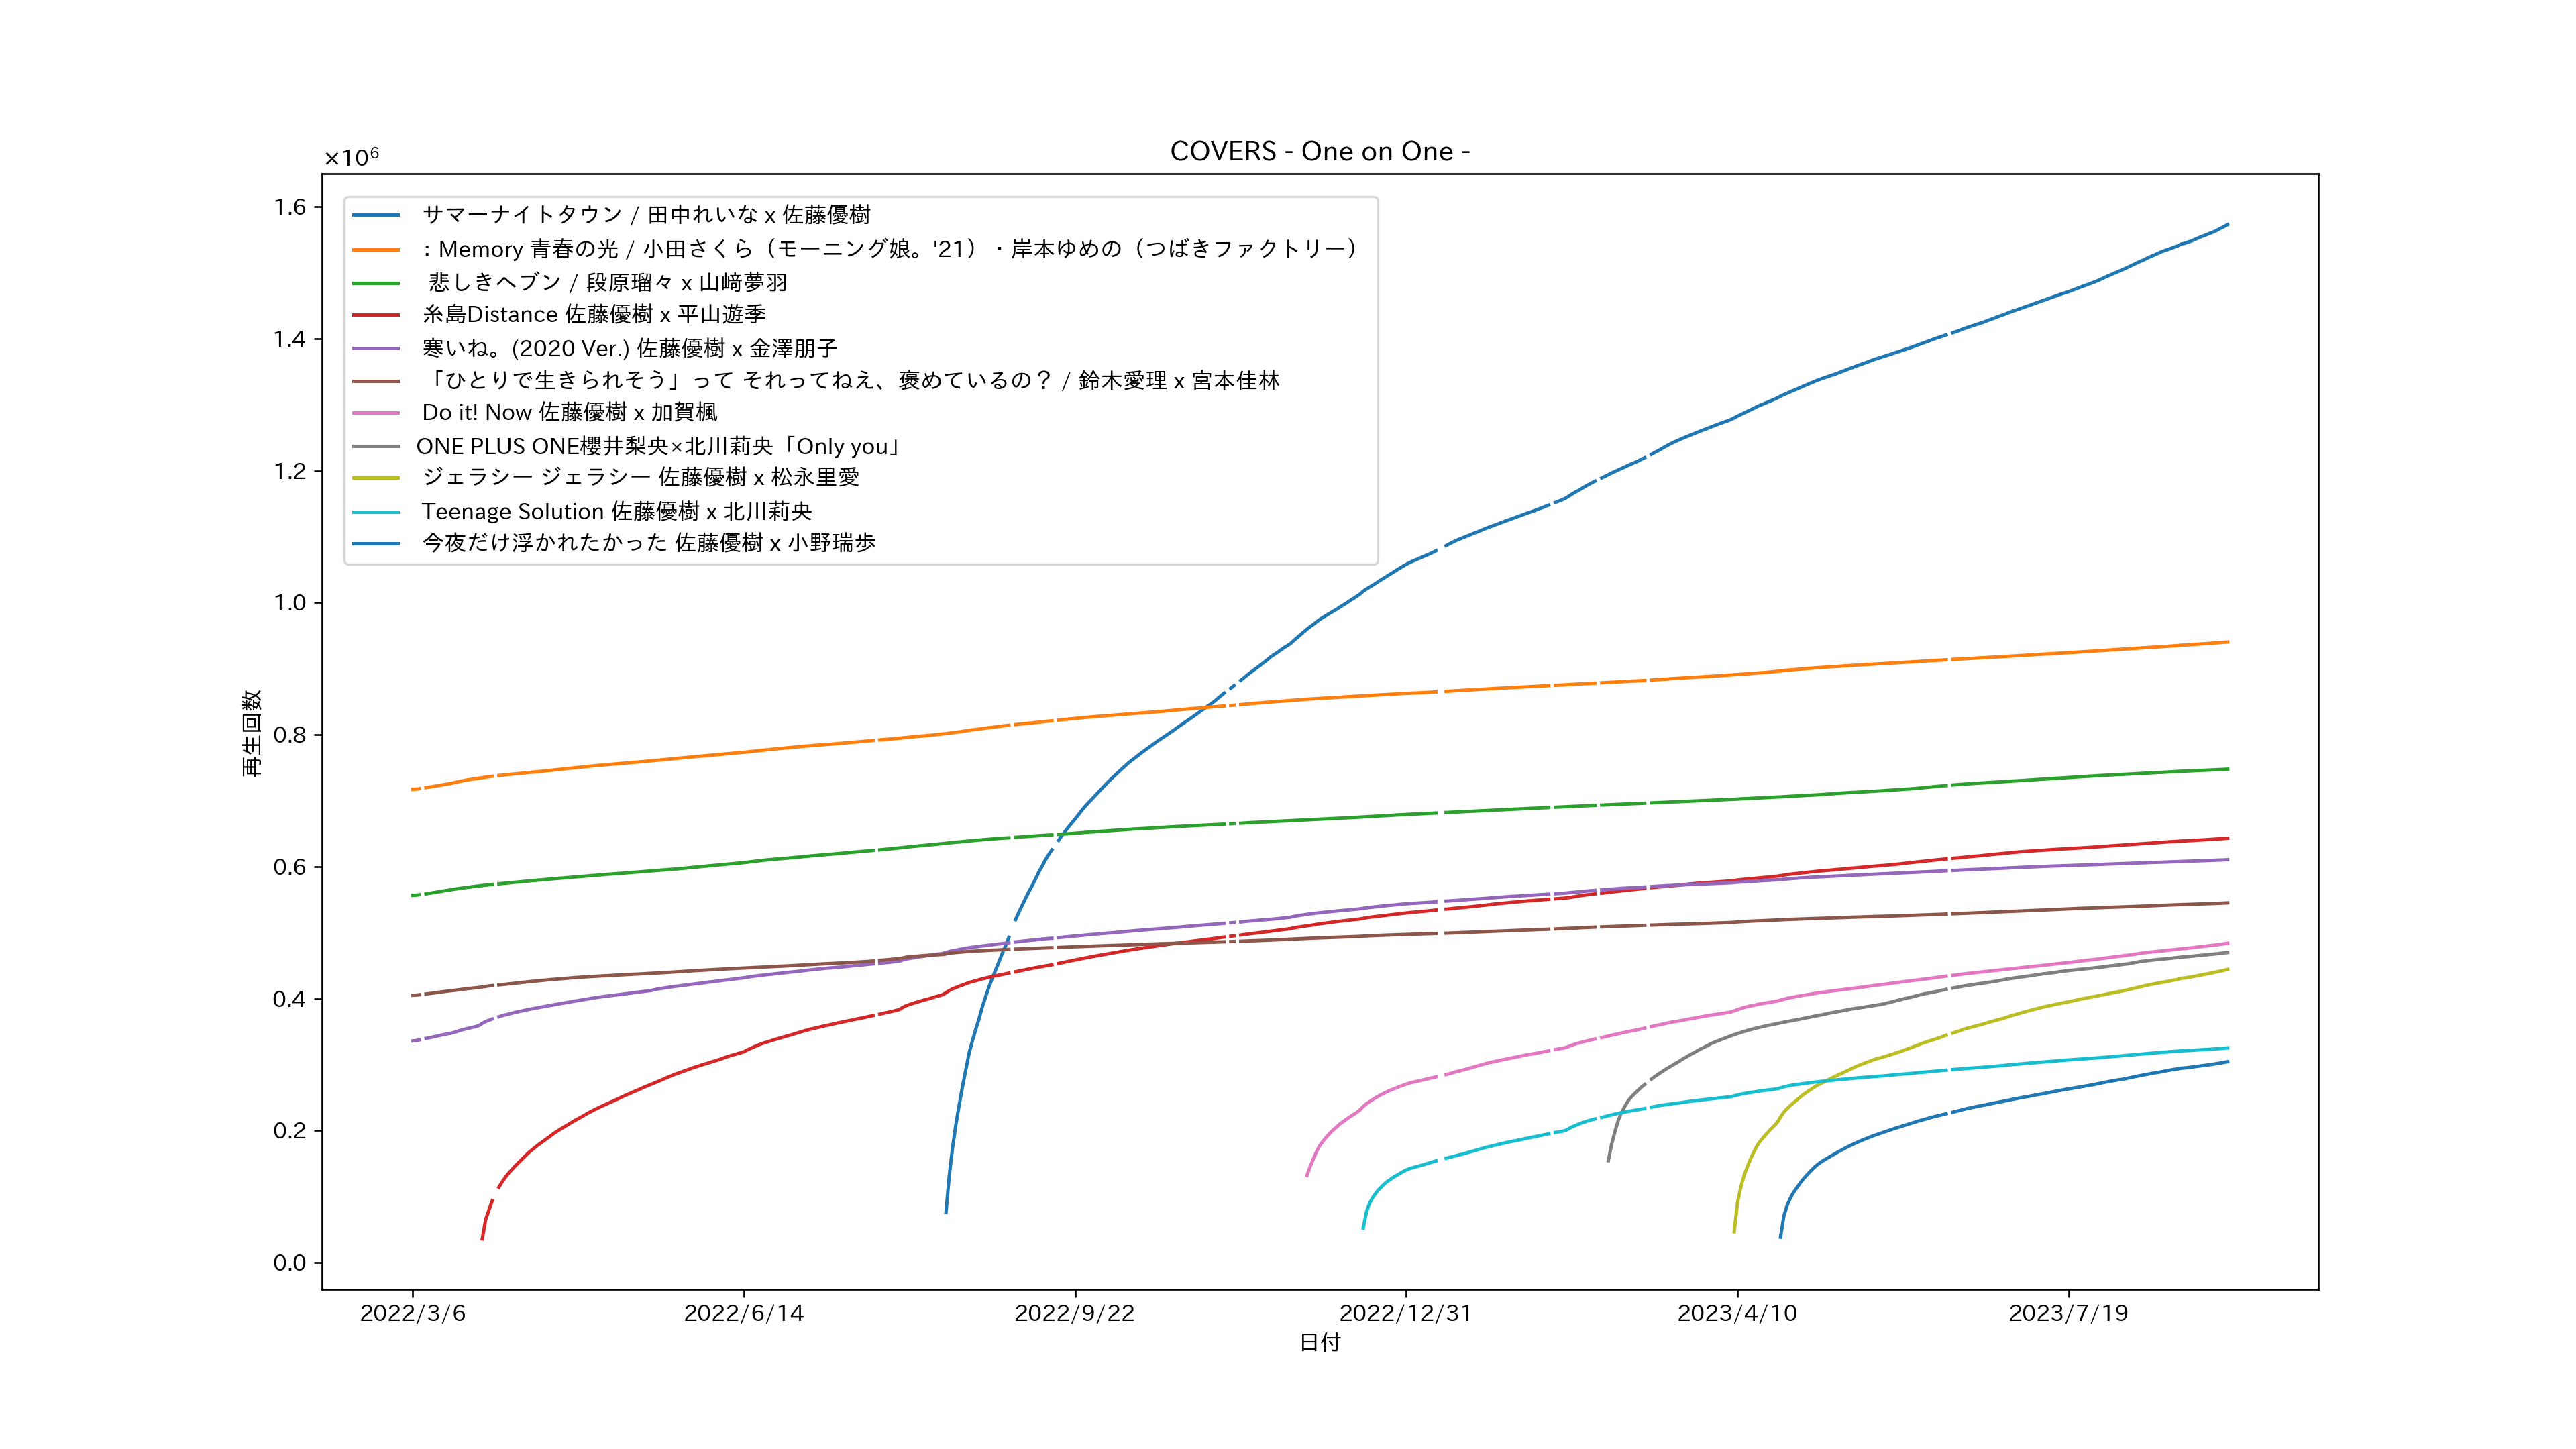 COVERS - One on One -
×10⁶
1.6
1.4
1.2
1.0
0.8
0.6
0.4
0.2
0.0
再生回数
サマーナイトタウン / 田中れいな x 佐藤優樹
: Memory 青春の光 / 小田さくら（モーニング娘。'21）・岸本ゆめの（つばきファクトリー）
悲しきヘブン / 段原瑠々 x 山﨑夢羽
糸島Distance 佐藤優樹 x 平山遊季
寒いね。(2020 Ver.) 佐藤優樹 x 金澤朋子
「ひとりで生きられそう」って それってねえ、褒めているの？ / 鈴木愛理 x 宮本佳林
Do it! Now 佐藤優樹 x 加賀楓
ONE PLUS ONE櫻井梨央×北川莉央「Only you」
ジェラシー ジェラシー 佐藤優樹 x 松永里愛
Teenage Solution 佐藤優樹 x 北川莉央
今夜だけ浮かれたかった 佐藤優樹 x 小野瑞歩
2022/3/6
2022/6/14
2022/9/22
2022/12/31
2023/4/10
2023/7/19
日付